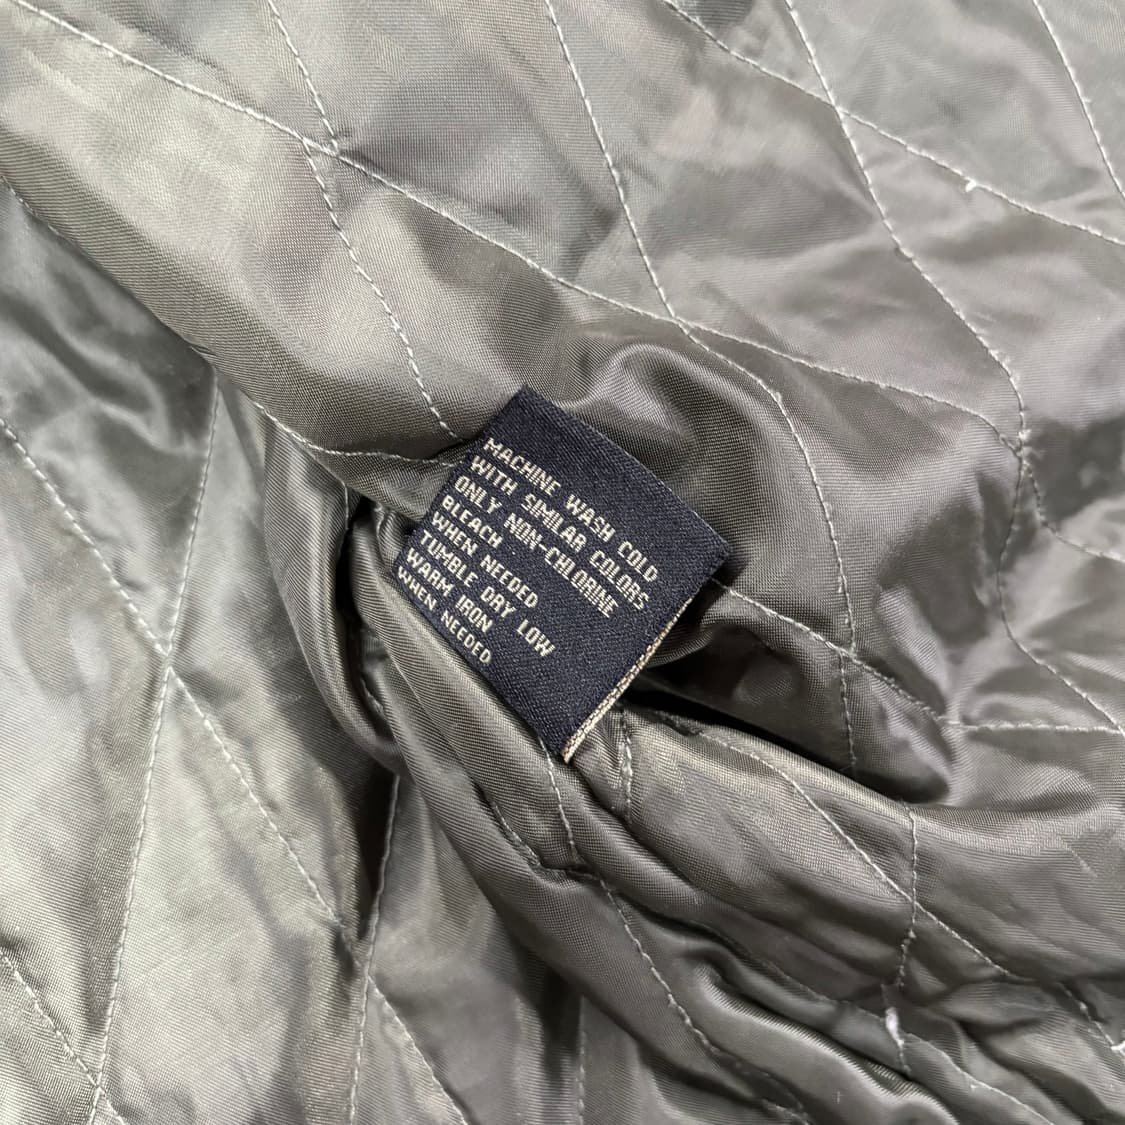 MACHINE WASH COLD
WITH SIMILAR COLORS
ONLY NON-CHLORINE
BLEACH
WHEN NEEDED
TUMBLE DRY LOW
WARM IRON
WHEN NEEDED